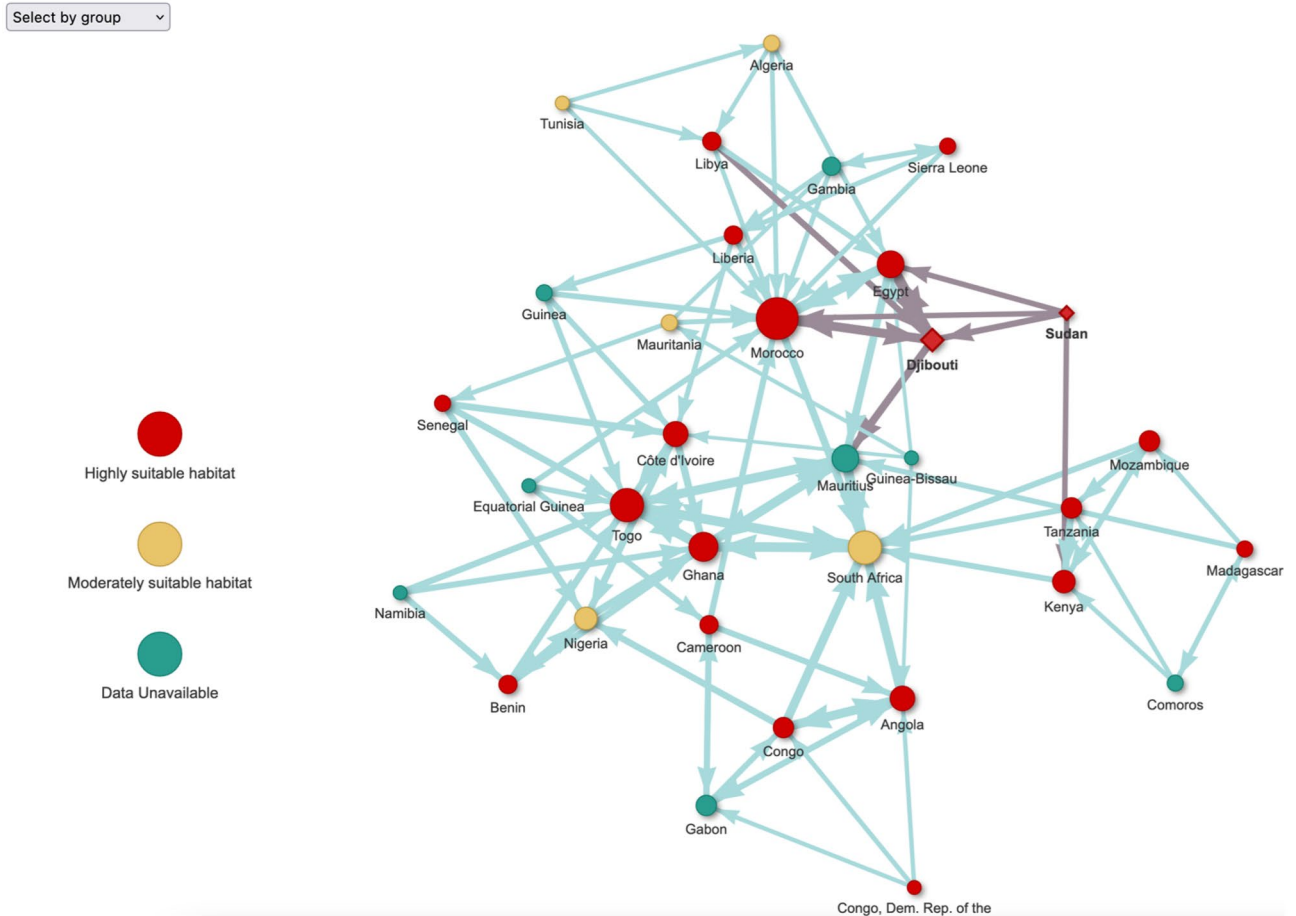 Select by group
Algeria
Tunisia
Libya
Sierra Leone
Gambia
Liberia
Egypt
Guinea
Sudan
Mauritania
Morocco
Djibouti
Senegal
Côte d'Ivoire
Highly suitable habitat
Mozambique
Guinea-Bissau
Mauritius
Equatorial Guinea
Tanzania
Togo
Madagascar
Ghana
South Africa
Moderately suitable habitat
Kenya
Namibia
Nigeria
Cameroon
Data Unavailable
Comoros
Benin
Angola
Congo
Gabon
Congo, Dem. Rep. of the